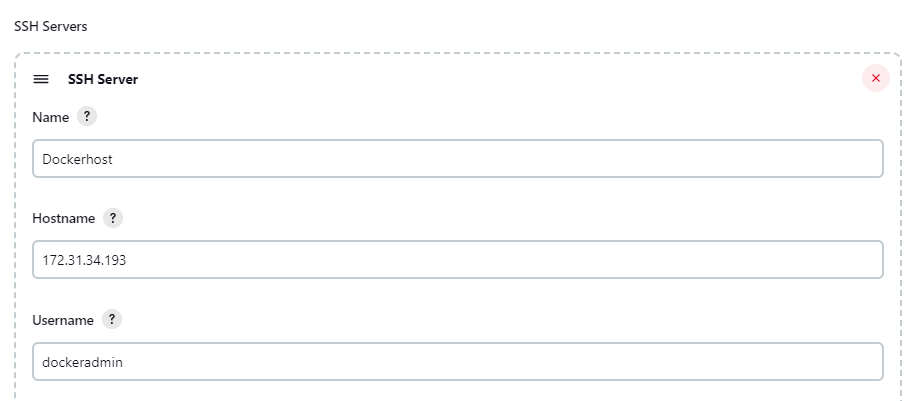 SSH Servers
SSH Server
Name ?
Dockerhost
Hostname ?
172.31.34.193
Username ?
dockeradmin